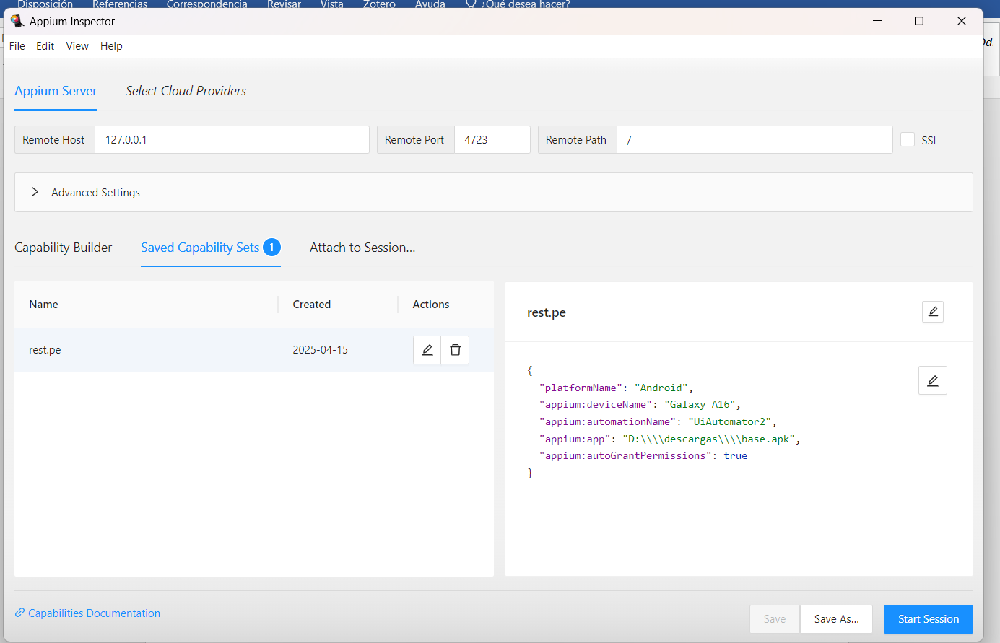 Disposición Referencias Correspondencia Revisar Vista Zotero Ayuda ¿Qué desea hacer?
Appium Inspector
File Edit View Help
Appium Server Select Cloud Providers
Remote Host 127.0.0.1 Remote Port 4723 Remote Path / SSL
Advanced Settings
Capability Builder Saved Capability Sets 1 Attach to Session...
Name Created Actions
rest.pe 2025-04-15
rest.pe
{
"platformName": "Android",
"appium:deviceName": "Galaxy A16",
"appium:automationName": "UiAutomator2",
"appium:app": "D:\\\\descargas\\\\base.apk",
"appium:autoGrantPermissions": true
}
Capabilities Documentation
Save Save As... Start Session